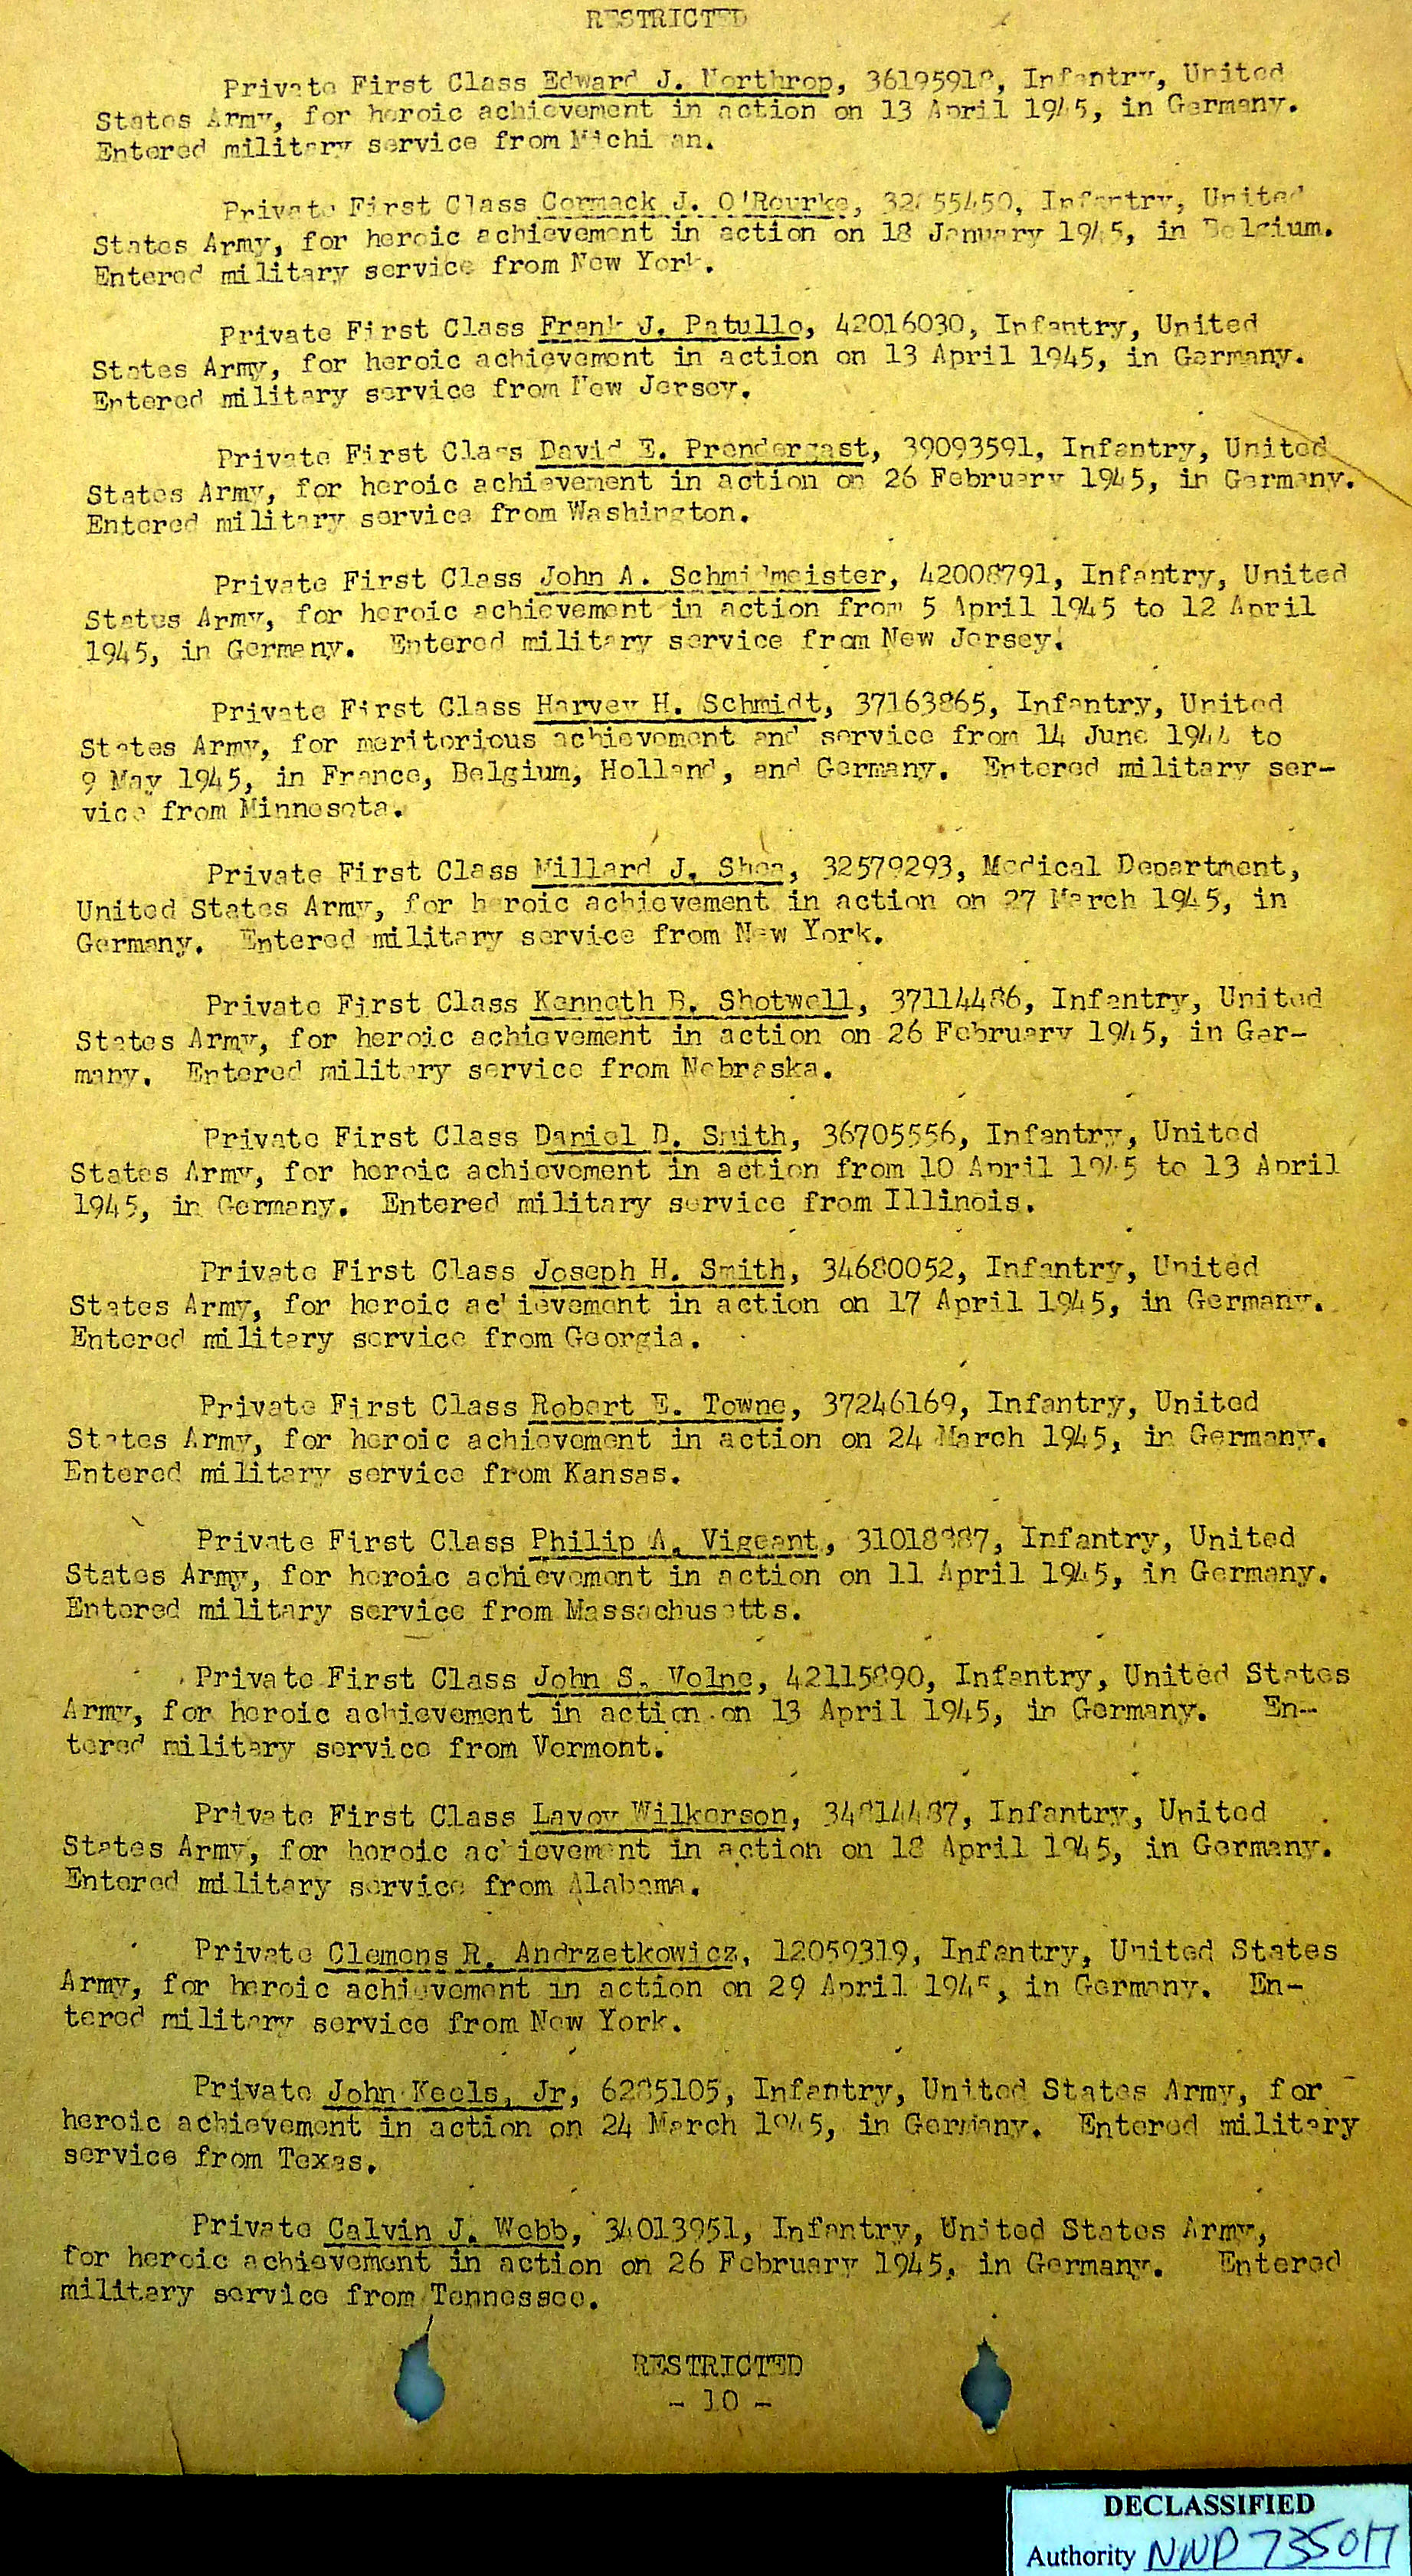 RESTRICTED
Private First Class Edward J. Northrop, Infantry, United
States Army, for heroic achievement in action on 13 April 1945, in Germany.
Entered military service from Michigan.
Private First Class Cormack J. O'Rourke, Infantry, United
States Army, for heroic achievement in action on 18 January 1945, in Belgium.
Entered military service from New York.
Private First Class Frank J. Patullo, 42016030, Infantry, United
States Army, for heroic achievement in action on 13 April 1945, in Germany.
Entered military service from New Jersey.
Private First Class David E. Prendergast, 39093591, Infantry, United
States Army, for heroic achievement in action on 26 February 1945, in Germany.
Entered military service from Washington.
Private First Class John A. Schmidmeister, 42008791, Infantry, United
States Army, for heroic achievement in action from 5 April 1945 to 12 April
1945, in Germany. Entered military service from New Jersey.
Private First Class Harvey H. Schmidt, 37163865, Infantry, United
States Army, for meritorious achievement and service from 14 June 1944 to
9 May 1945, in France, Belgium, Holland, and Germany. Entered military ser-
vice from Minnesota.
Private First Class Millard J. Shea, 32579293, Medical Department,
United States Army, for heroic achievement in action on 27 March 1945, in
Germany. Entered military service from New York.
Private First Class Kenneth B. Shotwell, 37114486, Infantry, United
States Army, for heroic achievement in action on 26 February 1945, in Ger-
many. Entered military service from Nebraska.
Private First Class Daniel D. Smith, 36705556, Infantry, United
States Army, for heroic achievement in action from 10 April 1945 to 13 April
1945, in Germany. Entered military service from Illinois.
Private First Class Joseph H. Smith, 34680052, Infantry, United
States Army, for heroic achievement in action on 17 April 1945, in Germany.
Entered military service from Georgia.
Private First Class Robert E. Towne, 37246169, Infantry, United
States Army, for heroic achievement in action on 24 March 1945, in Germany.
Entered military service from Kansas.
Private First Class Philip A. Vigeant, Infantry, United
States Army, for heroic achievement in action on 11 April 1945, in Germany.
Entered military service from Massachusetts.
Private First Class John S. Volne, 42115890, Infantry, United States
Army, for heroic achievement in action on 13 April 1945, in Germany. En-
tered military service from Vermont.
Private First Class Lavoy Wilkerson, Infantry, United
States Army, for heroic achievement in action on 18 April 1945, in Germany.
Entered military service from Alabama.
Private Clemens R. Andrzetkowicz, 12059319, Infantry, United States
Army, for heroic achievement in action on 29 April 1945, in Germany. En-
tered military service from New York.
Private John Keels, Jr, 6285105, Infantry, United States Army, for
heroic achievement in action on 24 March 1945, in Germany. Entered military
service from Texas.
Private Calvin J. Webb, 34013951, Infantry, United States Army,
for heroic achievement in action on 26 February 1945, in Germany. Entered
military service from Tennessee.
RESTRICTED
- 10 -
DECLASSIFIED
Authority NND 735017